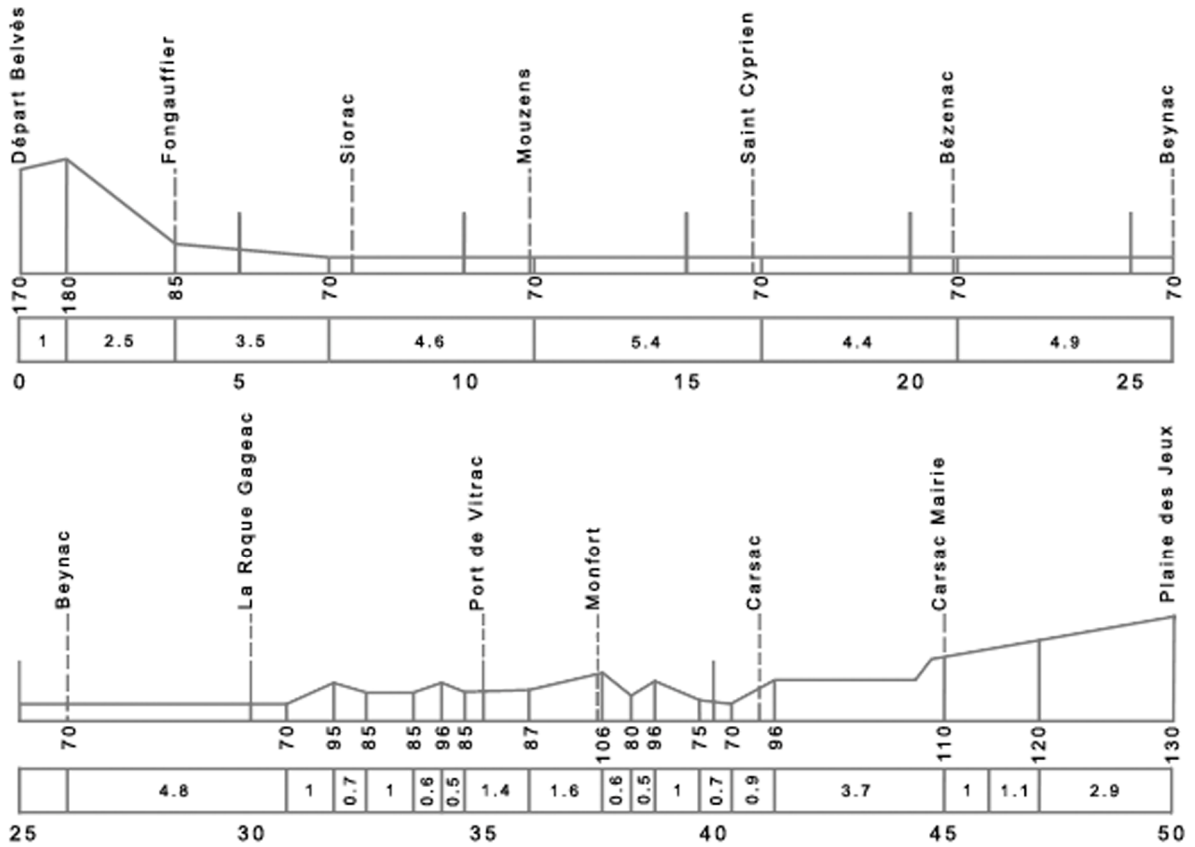 Départ Belvès
Fongauffier
Siorac
Mouzens
Saint Cyprien
Bézenac
Beynac
170 180 85 70 70 70 70 70
1 2.5 3.5 4.6 5.4 4.4 4.9
0 5 10 15 20 25
Beynac
La Roque Gageac
Port de Vitrac
Monfort
Carsac
Carsac Mairie
Plaine des Jeux
70 70 95 85 85 96 85 87 106 80 96 75 70 96 110 120 130
4.8 1 0.7 1 0.6 0.5 1.4 1.6 0.6 0.5 1 0.7 0.9 3.7 1 1.1 2.9
25 30 35 40 45 50